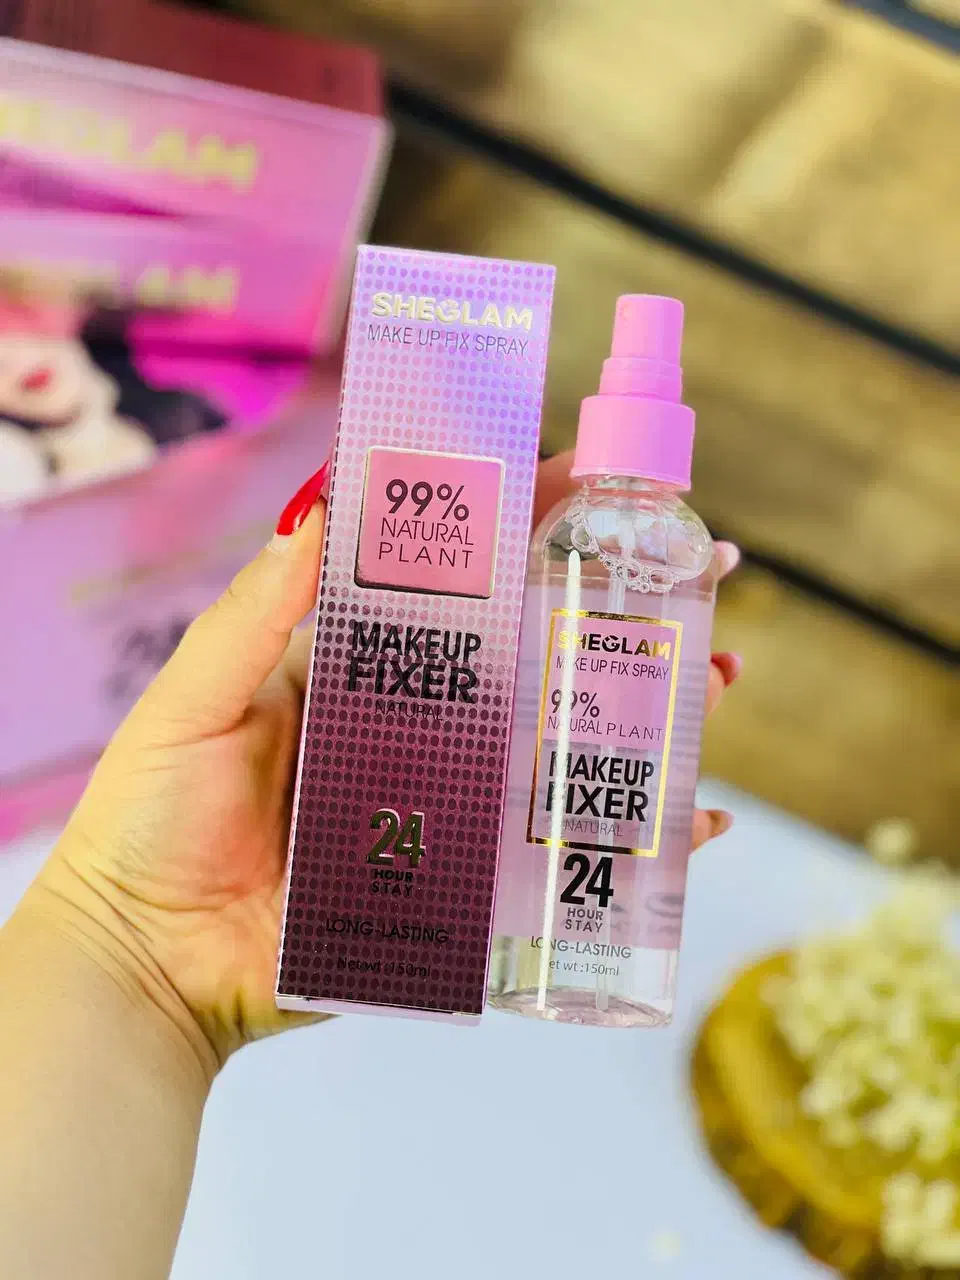 SHEGLAM
MAKE UP FIX SPRAY
99%
NATURAL
PLANT
MAKEUP
FIXER
NATURAL
24
HOUR
STAY
LONG-LASTING
Net wt :150ml
SHEGLAM
MAKE UP FIX SPRAY
99%
NATURAL PLANT
MAKEUP
FIXER
NATURAL
24
HOUR
STAY
LONG-LASTING
et wt :150ml